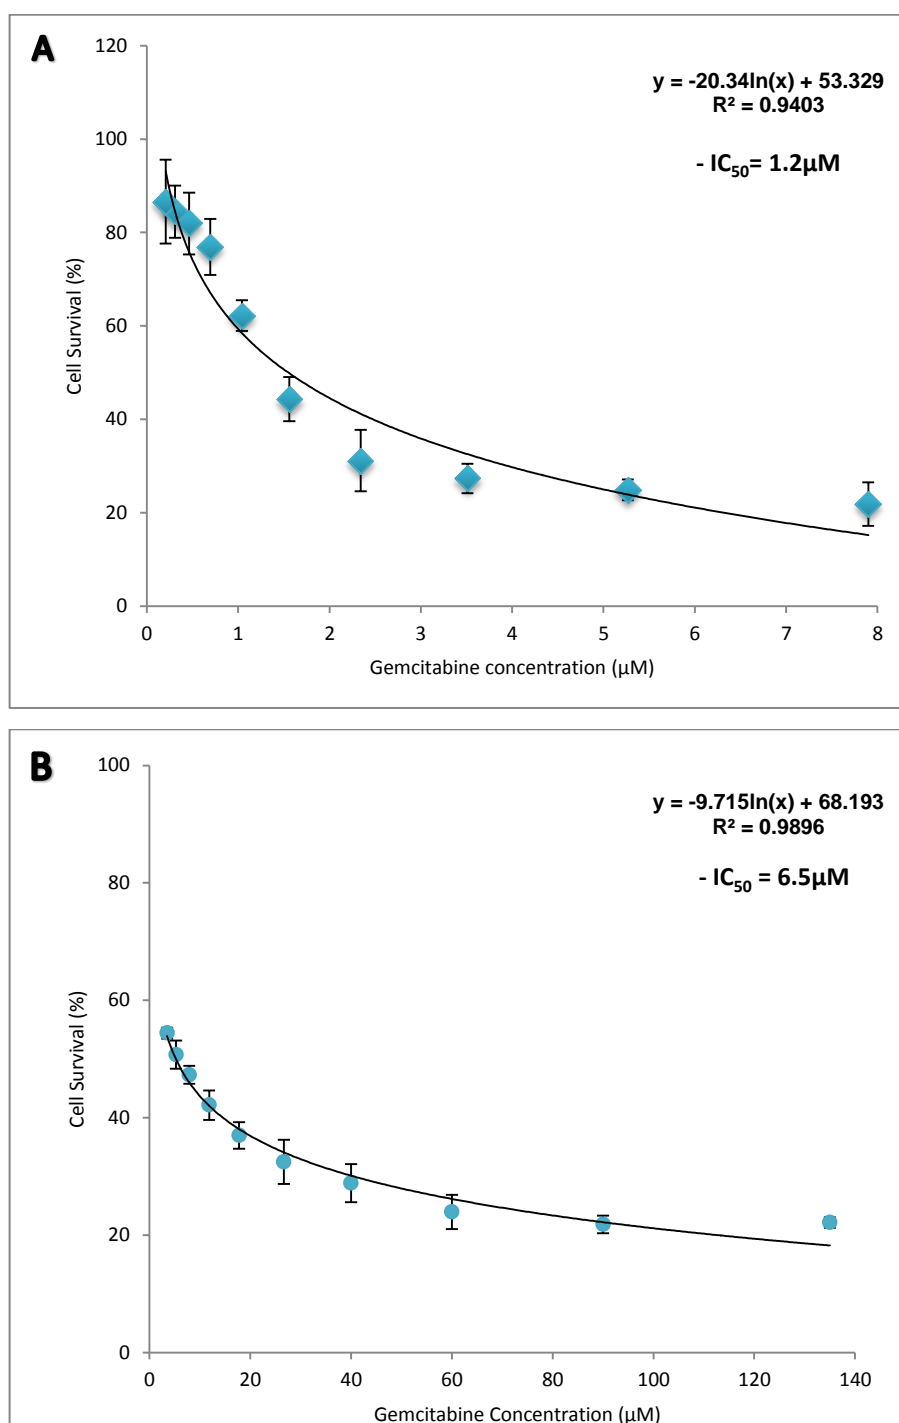 A
y = -20.34ln(x) + 53.329
R² = 0.9403
- IC₅₀= 1.2µM
120
100
80
60
40
20
0
Cell Survival (%)
0 1 2 3 4 5 6 7 8
Gemcitabine concentration (µM)
B
y = -9.715ln(x) + 68.193
R² = 0.9896
- IC₅₀ = 6.5µM
100
80
60
40
20
0
Cell Survival (%)
0 20 40 60 80 100 120 140
Gemcitabine Concentration (µM)